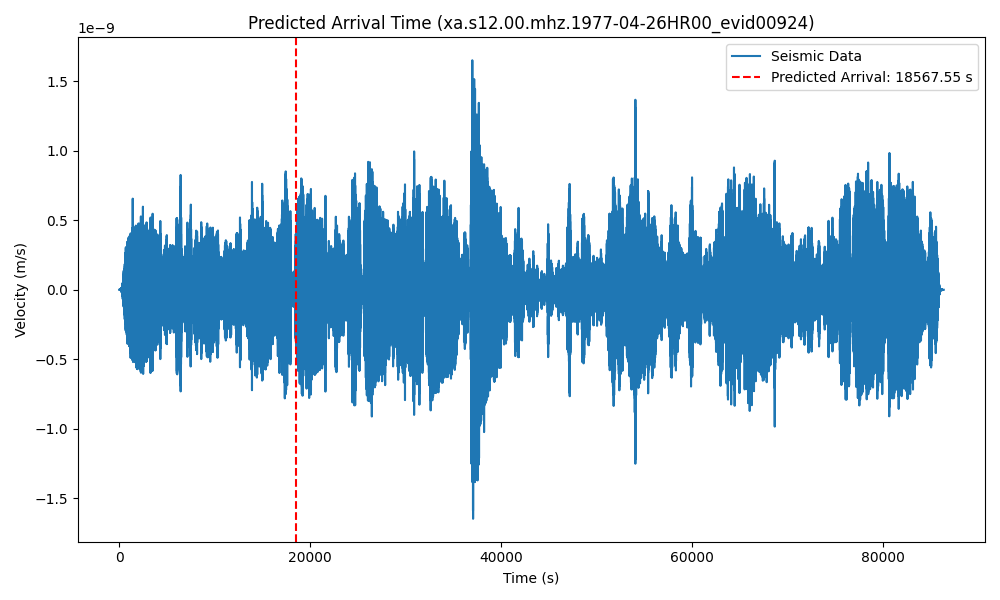 Predicted Arrival Time (xa.s12.00.mhz.1977-04-26HR00_evid00924)
1e−9
Seismic Data
Predicted Arrival: 18567.55 s
1.5
1.0
0.5
0.0
−0.5
−1.0
−1.5
Velocity (m/s)
0 20000 40000 60000 80000
Time (s)